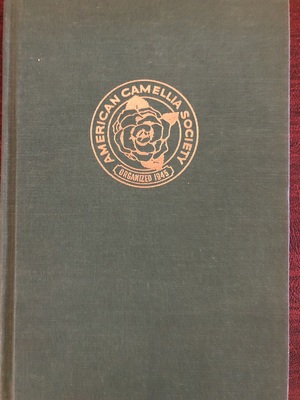 AMERICAN CAMELLIA SOCIETY
ORGANIZED 1945